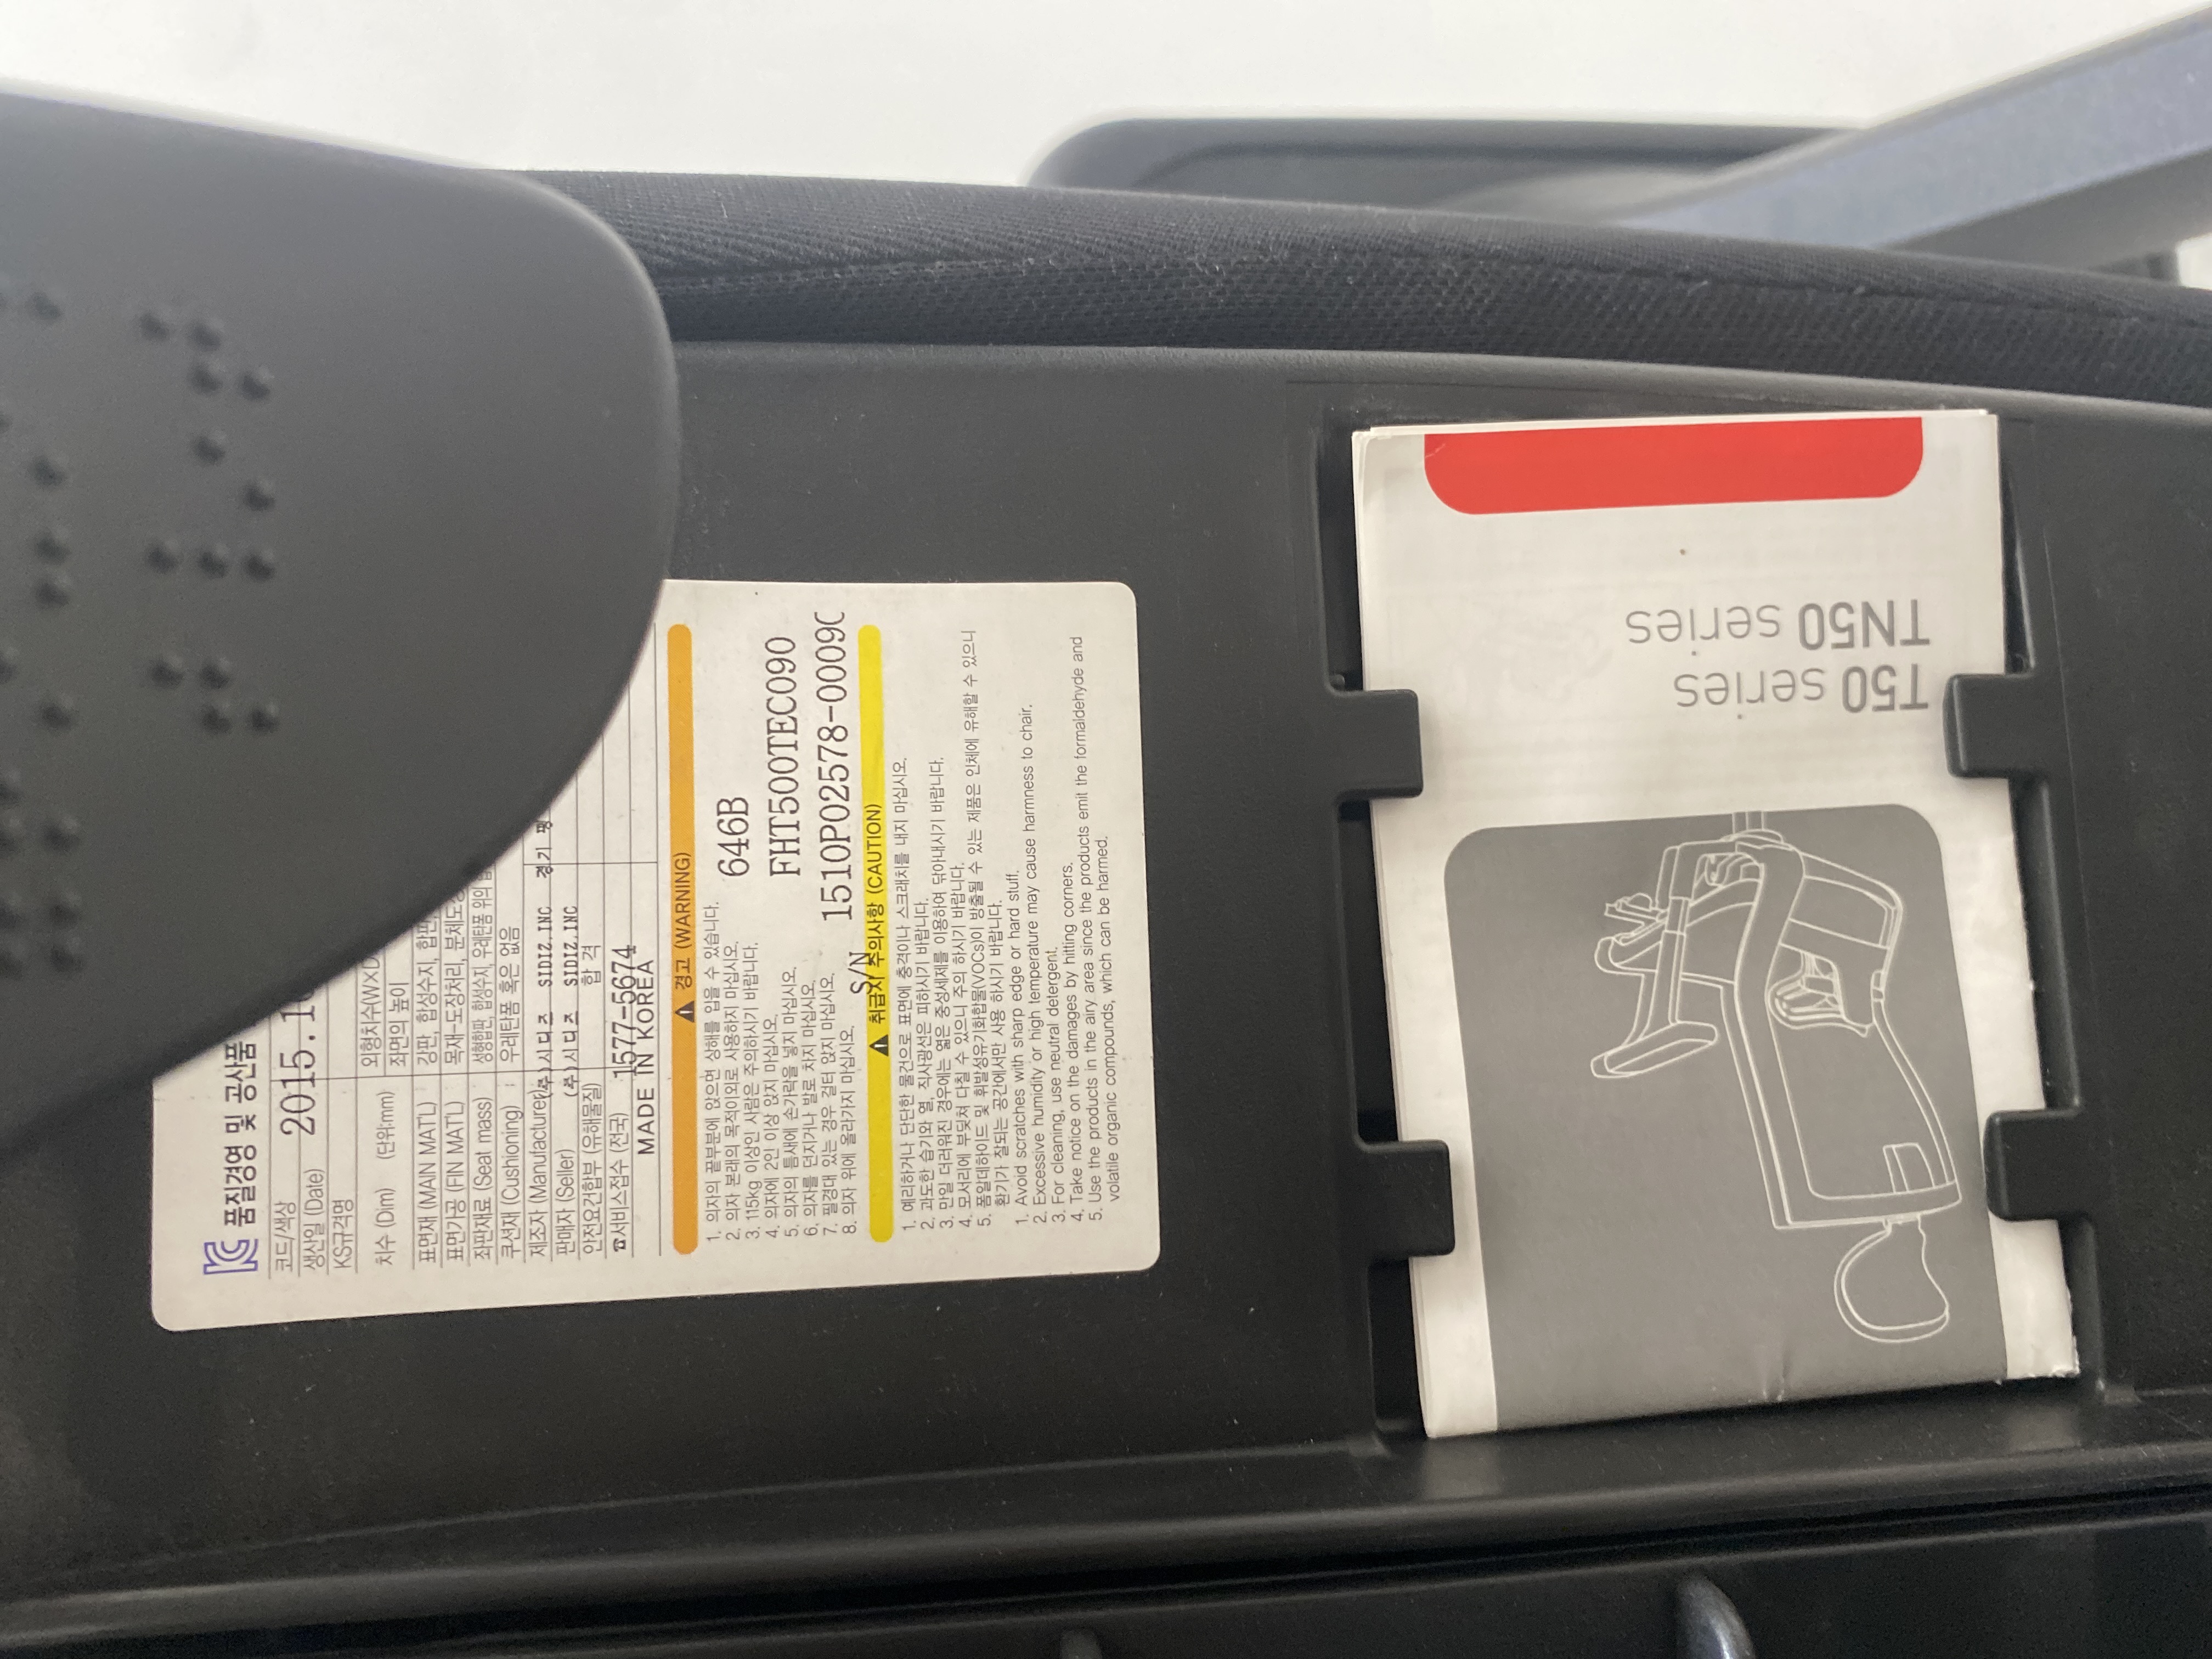 KC 품질경영 및 공산품
코드/색상
생산일 (Date) 2015.1
KS규격명
치수 (Dim) (단위:mm) 외형치수(WXD
좌면의 높이
표면재 (MAIN MAT'L) 강판, 합성수지, 합판
표면가공 (FIN MAT'L) 목재-도장처리, 분체도장
좌판재료 (Seat mass) 성형합판, 합성수지, 우레탄폼 위의
쿠션재 (Cushioning) 우레탄폼 혹은 없음
제조자 (Manufacturer) (주)시디즈 SIDIZ.INC 경기 평
판매자 (Seller) (주)시디즈 SIDIZ.INC
안전요건합부 (유해물질) 합 격
☎서비스접수 (전국) 1577-5674
MADE IN KOREA
경고 (WARNING)
1. 의자의 끝부분에 앉으면 상해를 입을 수 있습니다.
2. 의자 본래의 목적이외로 사용하지 마십시오.
3. 115kg 이상인 사람은 주의하시기 바랍니다.
4. 의자에 2인 이상 앉지 마십시오.
5. 의자의 틈새에 손가락을 넣지 마십시오.
6. 의자를 던지거나 발로 차지 마십시오.
7. 팔걸대 있는 경우 걸터 앉지 마십시오.
8. 의자 위에 올라가지 마십시오.
646B
FHT500TEC090
S/N 1510P02578-0009C
취급시 주의사항 (CAUTION)
1. 예리하거나 단단한 물건으로 표면에 충격이나 스크래치를 내지 마십시오.
2. 과도한 습기와 열, 직사광선은 피하시기 바랍니다.
3. 만일 더러워진 경우에는 엷은 중성세제를 이용하여 닦아내시기 바랍니다.
4. 모서리에 부딪쳐 다칠 수 있으니 주의 하시기 바랍니다.
5. 폼알데하이드 및 휘발성유기화합물(VOCs)이 방출될 수 있는 제품은 인체에 유해할 수 있으니
환기가 잘되는 공간에서만 사용 하시기 바랍니다.
1. Avoid scratches with sharp edge or hard stuff.
2. Excessive humidity or high temperature may cause harmness to chair.
3. For cleaning, use neutral detergent.
4. Take notice on the damages by hitting corners.
5. Use the products in the airy area since the products emit the formaldehyde and
volatile organic compounds, which can be harmed.
T50 series
TN50 series